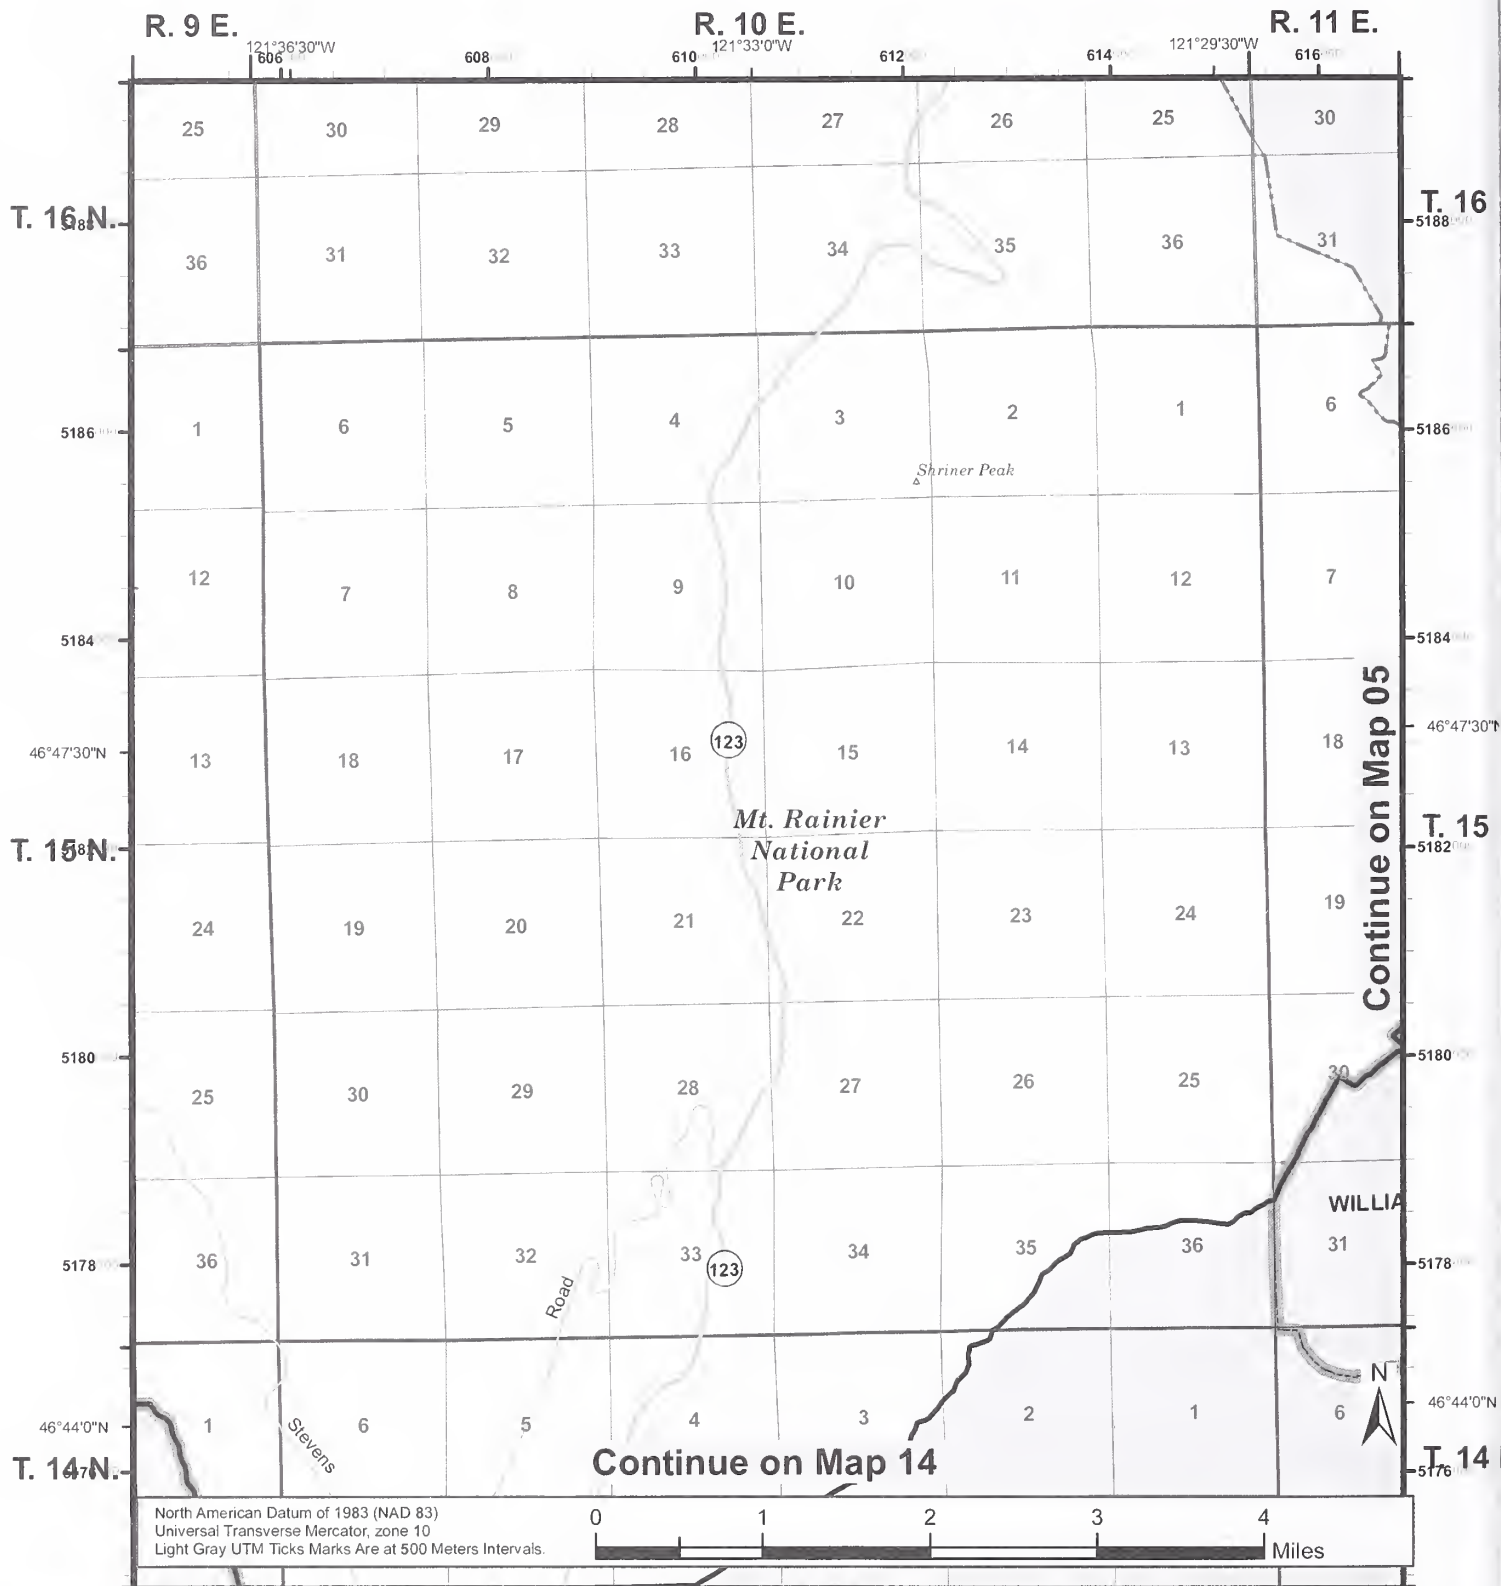 R. 9 E. R. 10 E. R. 11 E.
121°36'30"W 121°33'0"W 121°29'30"W
606 608 610 612 614 616
25 30 29 28 27 26 25 30
T. 16 N. T. 16
5188 5188
36 31 32 33 34 35 36 31
1 6 5 4 3 2 1 6
5186 5186
Shriner Peak
12 7 8 9 10 11 12 7
5184 5184
Continue on Map 05
46°47'30"N 46°47'30"N
13 18 17 16 15 14 13 18
123
Mt. Rainier
National
Park
T. 15 N. T. 15
5182 5182
24 19 20 21 22 23 24 19
5180 5180
25 30 29 28 27 26 25 30
WILLIA
36 31 32 33 34 35 36 31
5178 5178
123
Road
N
1 6 5 4 3 2 1 6
46°44'0"N 46°44'0"N
Stevens
Continue on Map 14
T. 14 N. T. 14
5176 5176
North American Datum of 1983 (NAD 83)
Universal Transverse Mercator, zone 10
Light Gray UTM Ticks Marks Are at 500 Meters Intervals.
0 1 2 3 4
Miles